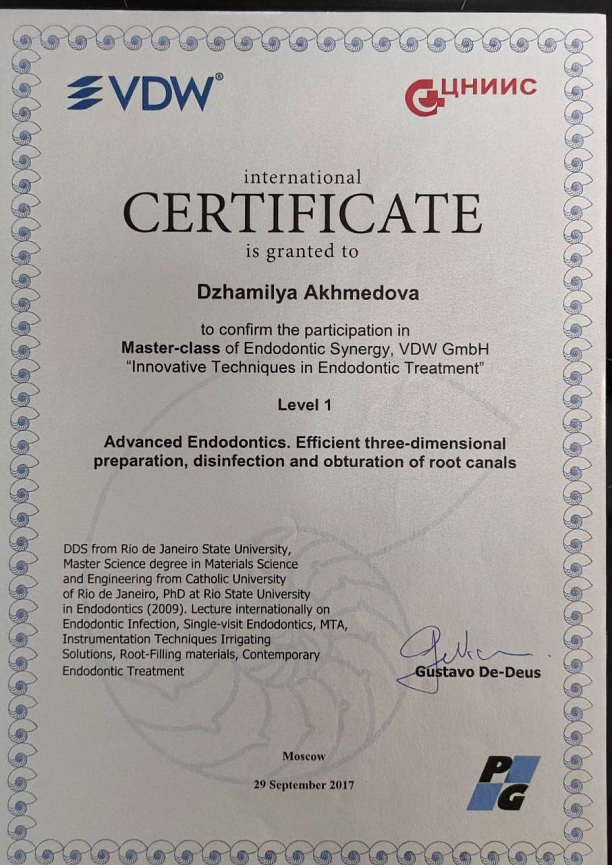 VDW®
ЦНИИС
international
CERTIFICATE
is granted to
Dzhamilya Akhmedova
to confirm the participation in
Master-class of Endodontic Synergy, VDW GmbH
“Innovative Techniques in Endodontic Treatment”
Level 1
Advanced Endodontics. Efficient three-dimensional
preparation, disinfection and obturation of root canals
DDS from Rio de Janeiro State University,
Master Science degree in Materials Science
and Engineering from Catholic University
of Rio de Janeiro, PhD at Rio State University
in Endodontics (2009). Lecture internationally on
Endodontic Infection, Single-visit Endodontics, MTA,
Instrumentation Techniques Irrigating
Solutions, Root-Filling materials, Contemporary
Endodontic Treatment
Gustavo De-Deus
Moscow
29 September 2017
PG